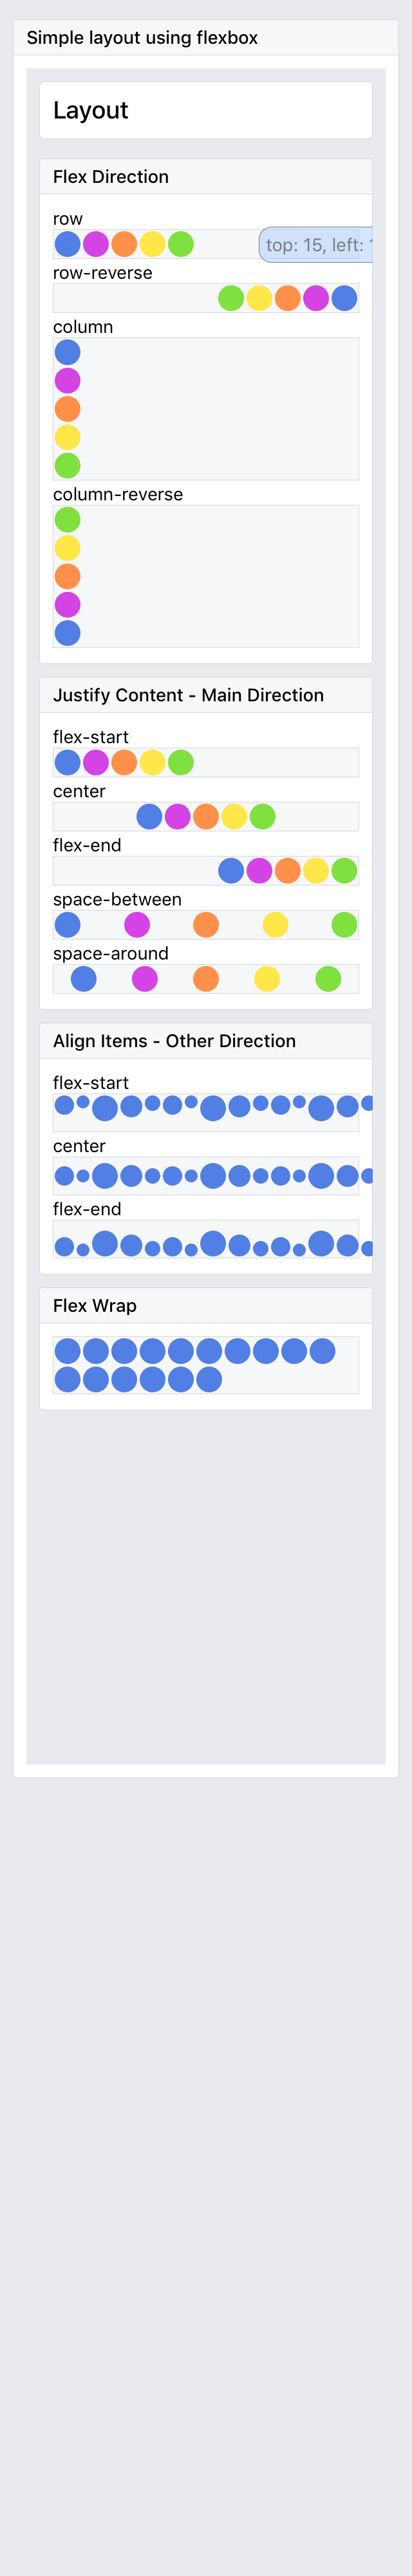 Simple layout using flexbox
Layout
Flex Direction
row
top: 15, left:
row-reverse
column
column-reverse
Justify Content - Main Direction
flex-start
center
flex-end
space-between
space-around
Align Items - Other Direction
flex-start
center
flex-end
Flex Wrap